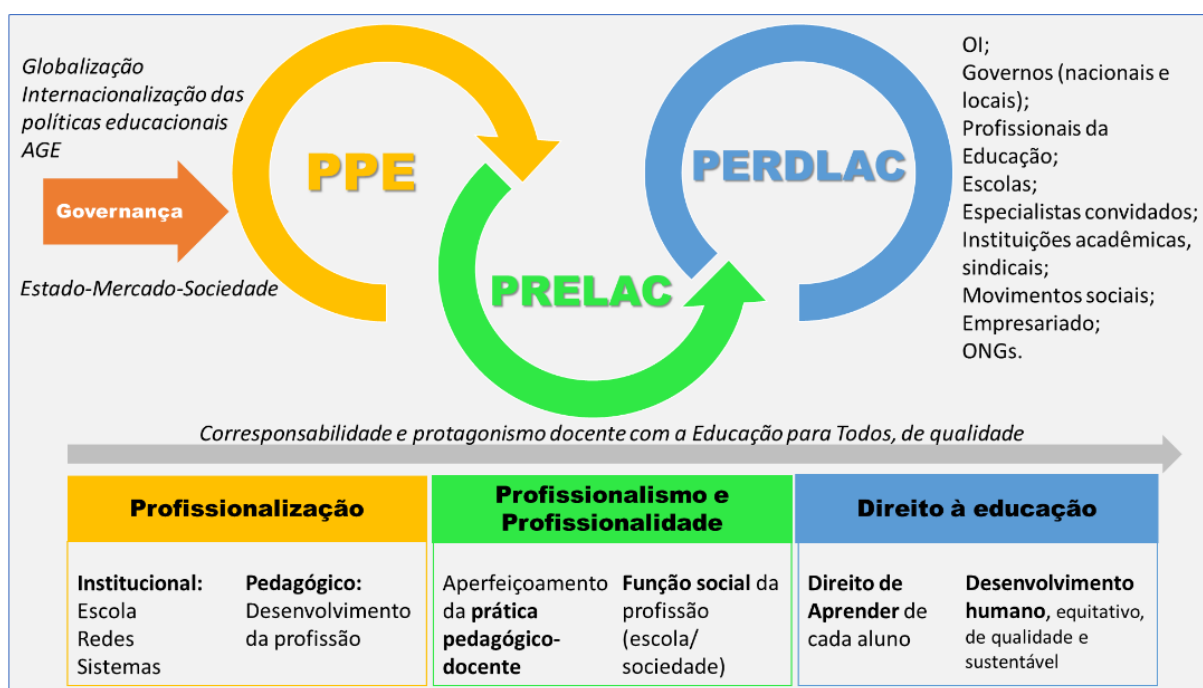 Globalização
Internacionalização das
políticas educacionais
AGE
Governança
Estado-Mercado-Sociedade
PPE
PRELAC
PERDLAC
OI;
Governos (nacionais e
locais);
Profissionais da
Educação;
Escolas;
Especialistas convidados;
Instituições acadêmicas,
sindicais;
Movimentos sociais;
Empresariado;
ONGs.
Corresponsabilidade e protagonismo docente com a Educação para Todos, de qualidade
Profissionalização
Institucional:
Escola
Redes
Sistemas
Pedagógico:
Desenvolvimento
da profissão
Profissionalismo e
Profissionalidade
Aperfeiçoamento
da prática
pedagógico-
docente
Função social da
profissão
(escola/
sociedade)
Direito à educação
Direito de
Aprender de
cada aluno
Desenvolvimento
humano, equitativo,
de qualidade e
sustentável